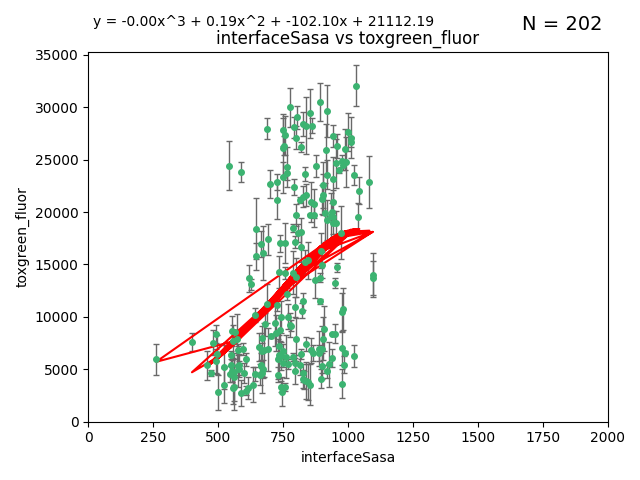 y = -0.00x^3 + 0.19x^2 + -102.10x + 21112.19
N = 202
interfaceSasa vs toxgreen_fluor
35000
30000
25000
20000
15000
10000
5000
0
toxgreen_fluor
0 250 500 750 1000 1250 1500 1750 2000
interfaceSasa